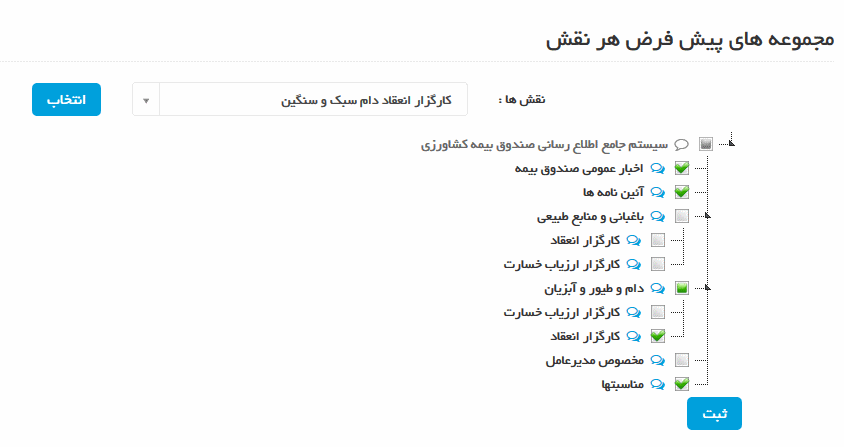 مجموعه های پیش فرض هر نقش
نقش ها : کارگزار انعقاد دام سبک و سنگین انتخاب
سیستم جامع اطلاع رسانی صندوق بیمه کشاورزی
اخبار عمومی صندوق بیمه
آئین نامه ها
باغبانی و منابع طبیعی
کارگزار انعقاد
کارگزار ارزیاب خسارت
دام و طیور و آبزیان
کارگزار ارزیاب خسارت
کارگزار انعقاد
مخصوص مدیرعامل
مناسبتها
ثبت